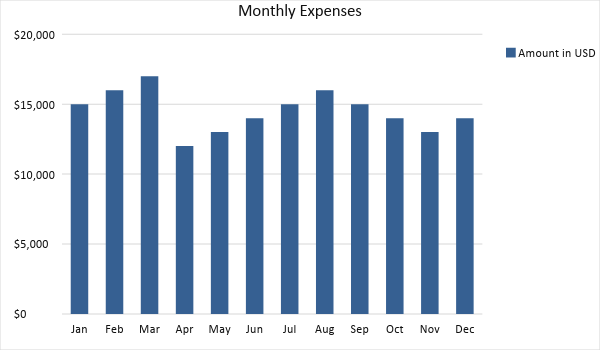 Monthly Expenses
$20,000
Amount in USD
$15,000
$10,000
$5,000
$0
Jan Feb Mar Apr May Jun Jul Aug Sep Oct Nov Dec